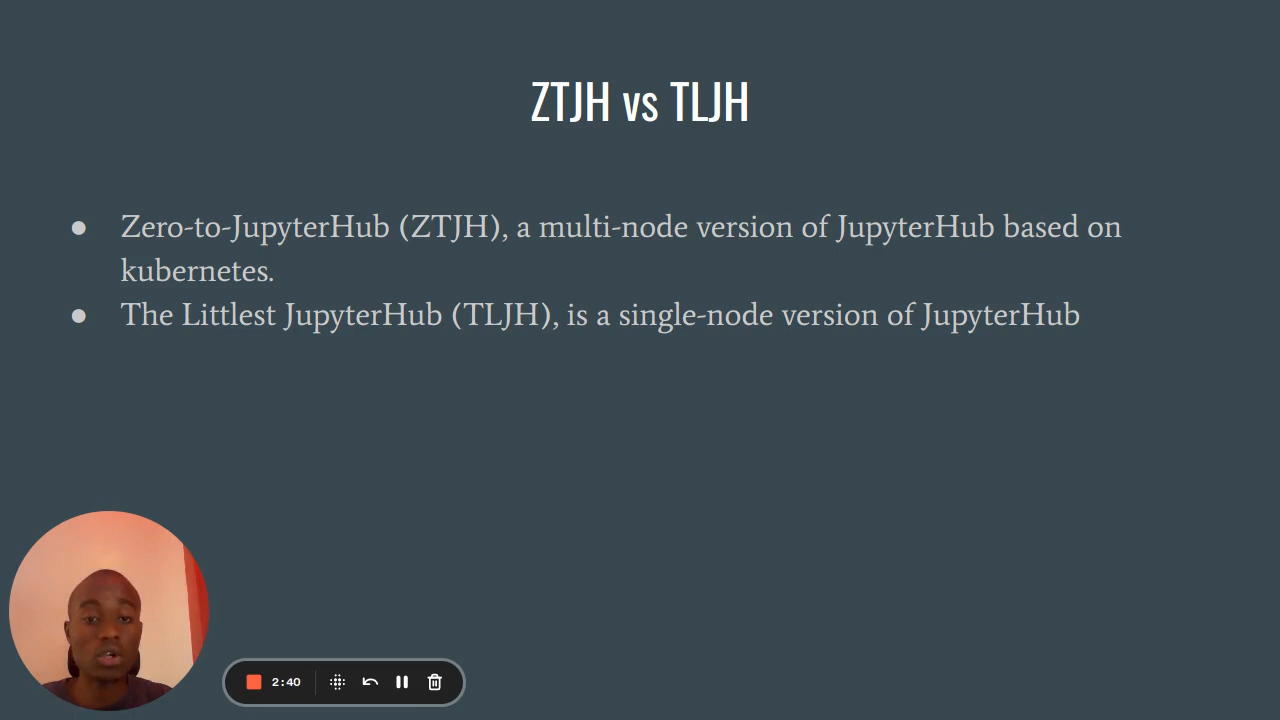 ZTJH vs TLJH
● Zero-to-JupyterHub (ZTJH), a multi-node version of JupyterHub based on
kubernetes.
● The Littlest JupyterHub (TLJH), is a single-node version of JupyterHub
2:40